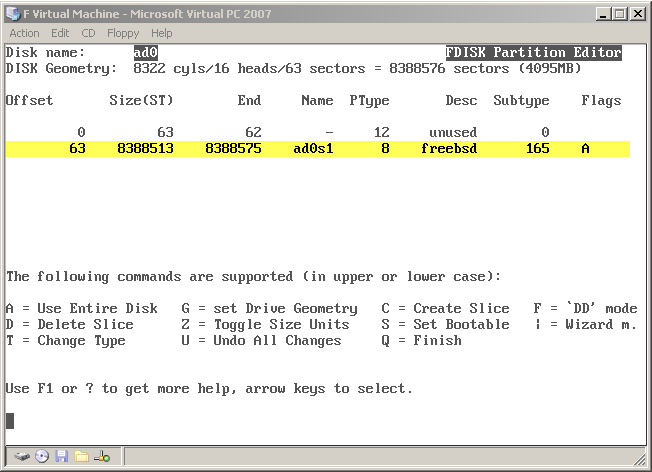 F Virtual Machine - Microsoft Virtual PC 2007
Action Edit CD Floppy Help
Disk name: ad0 FDISK Partition Editor
DISK Geometry: 8322 cyls/16 heads/63 sectors = 8388576 sectors (4095MB)
Offset Size(ST) End Name PType Desc Subtype Flags
0 63 62 - 12 unused 0
63 8388513 8388575 ad0s1 8 freebsd 165 A
The following commands are supported (in upper or lower case):
A = Use Entire Disk G = set Drive Geometry C = Create Slice F = `DD' mode
D = Delete Slice Z = Toggle Size Units S = Set Bootable | = Wizard m.
T = Change Type U = Undo All Changes Q = Finish
Use F1 or ? to get more help, arrow keys to select.